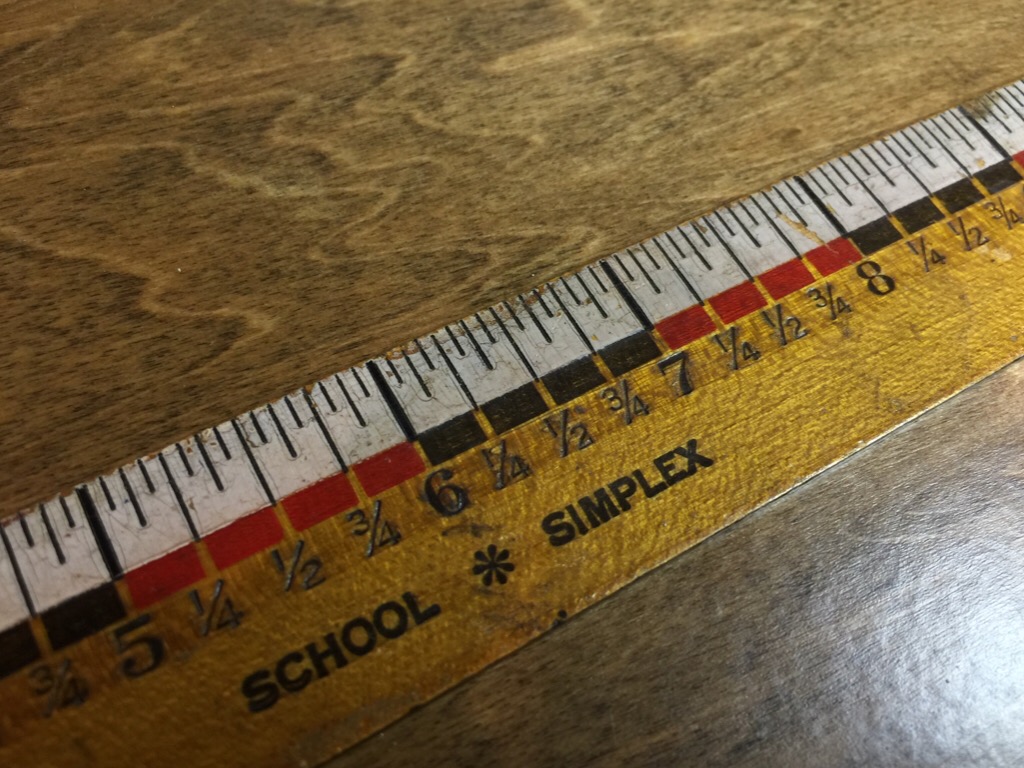 ¾ 5 ¼ ½ ¾ 6 ¼ ½ ¾ 7 ¼ ½ ¾ 8 ¼ ½ ¾
SCHOOL * SIMPLEX